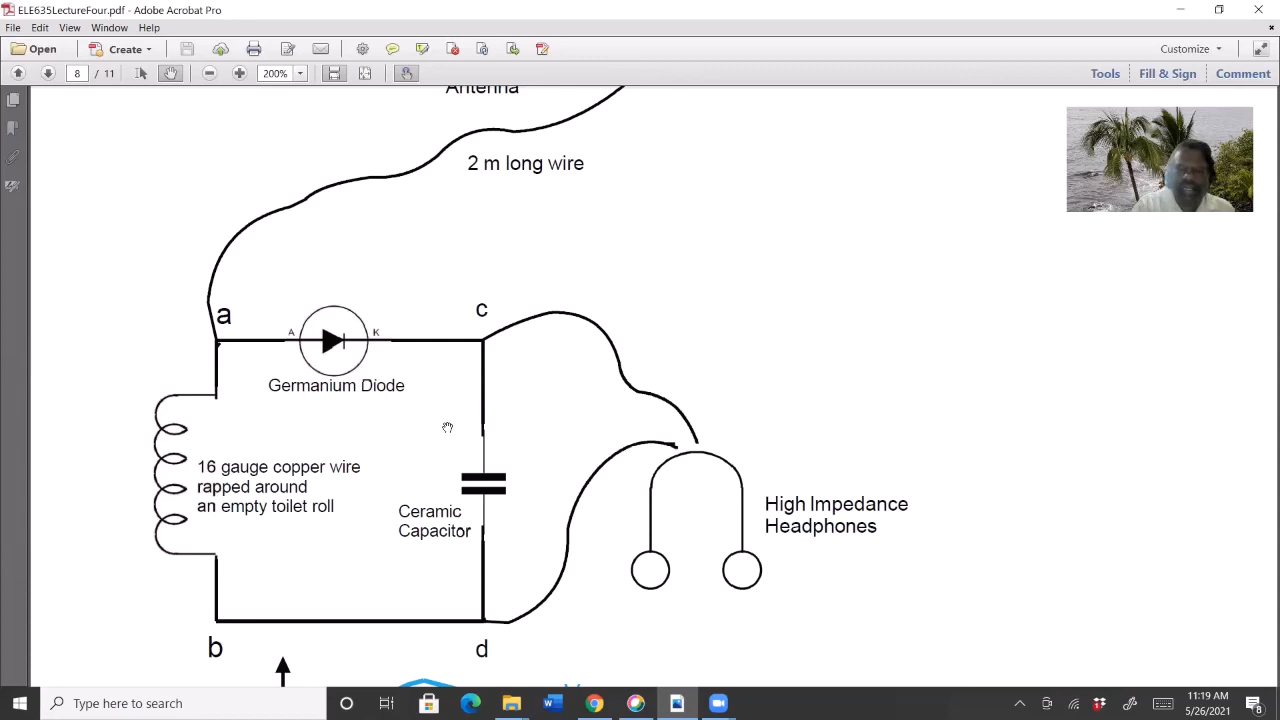 ELE635LectureFour.pdf - Adobe Acrobat Pro
File Edit View Window Help
Open Create Customize
8 / 11 200% Tools Fill & Sign Comment
Antenna
2 m long wire
a
c
A K
Germanium Diode
16 gauge copper wire
rapped around
an empty toilet roll
Ceramic
Capacitor
High Impedance
Headphones
b
d
Type here to search
11:19 AM
5/26/2021
8